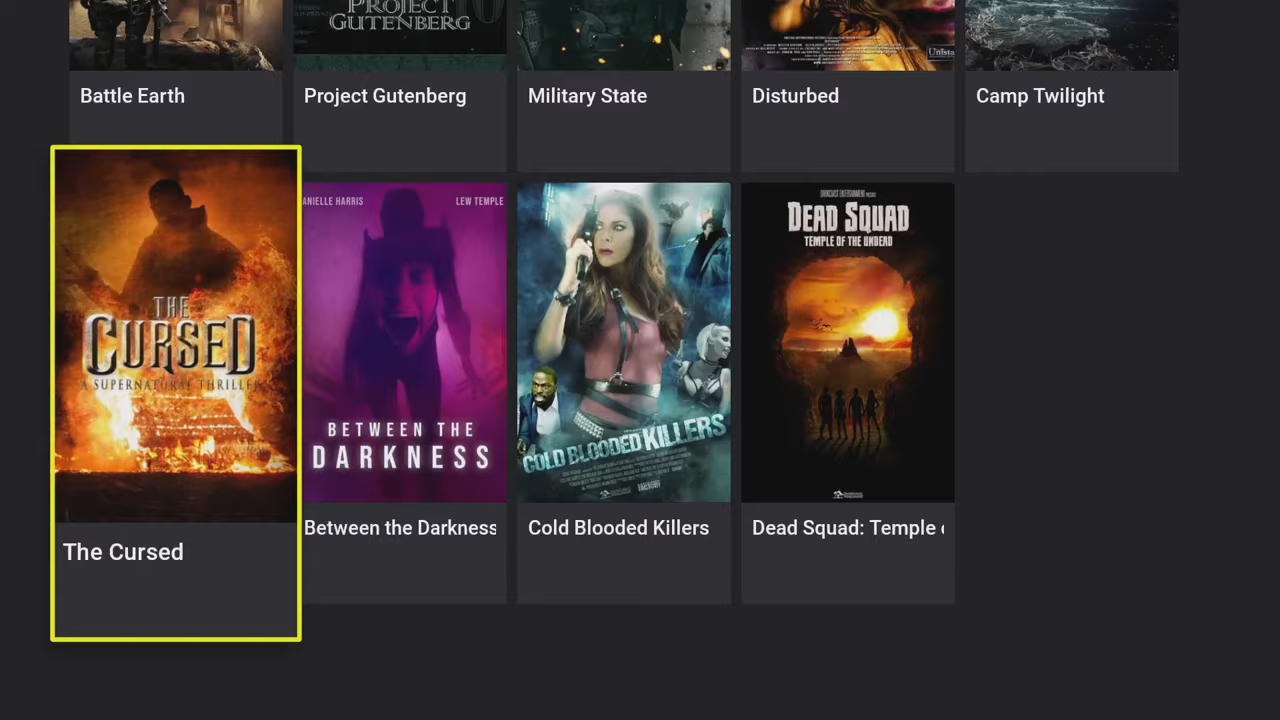 PROJECT
GUTENBERG
Battle Earth
Project Gutenberg
Military State
Disturbed
Camp Twilight
THE
CURSED
A SUPERNATURAL THRILLER
The Cursed
ANIELLE HARRIS
LEW TEMPLE
BETWEEN THE
DARKNESS
Between the Darkness
COLD BLOODED KILLERS
Cold Blooded Killers
DEAD SQUAD
TEMPLE OF THE UNDEAD
Dead Squad: Temple